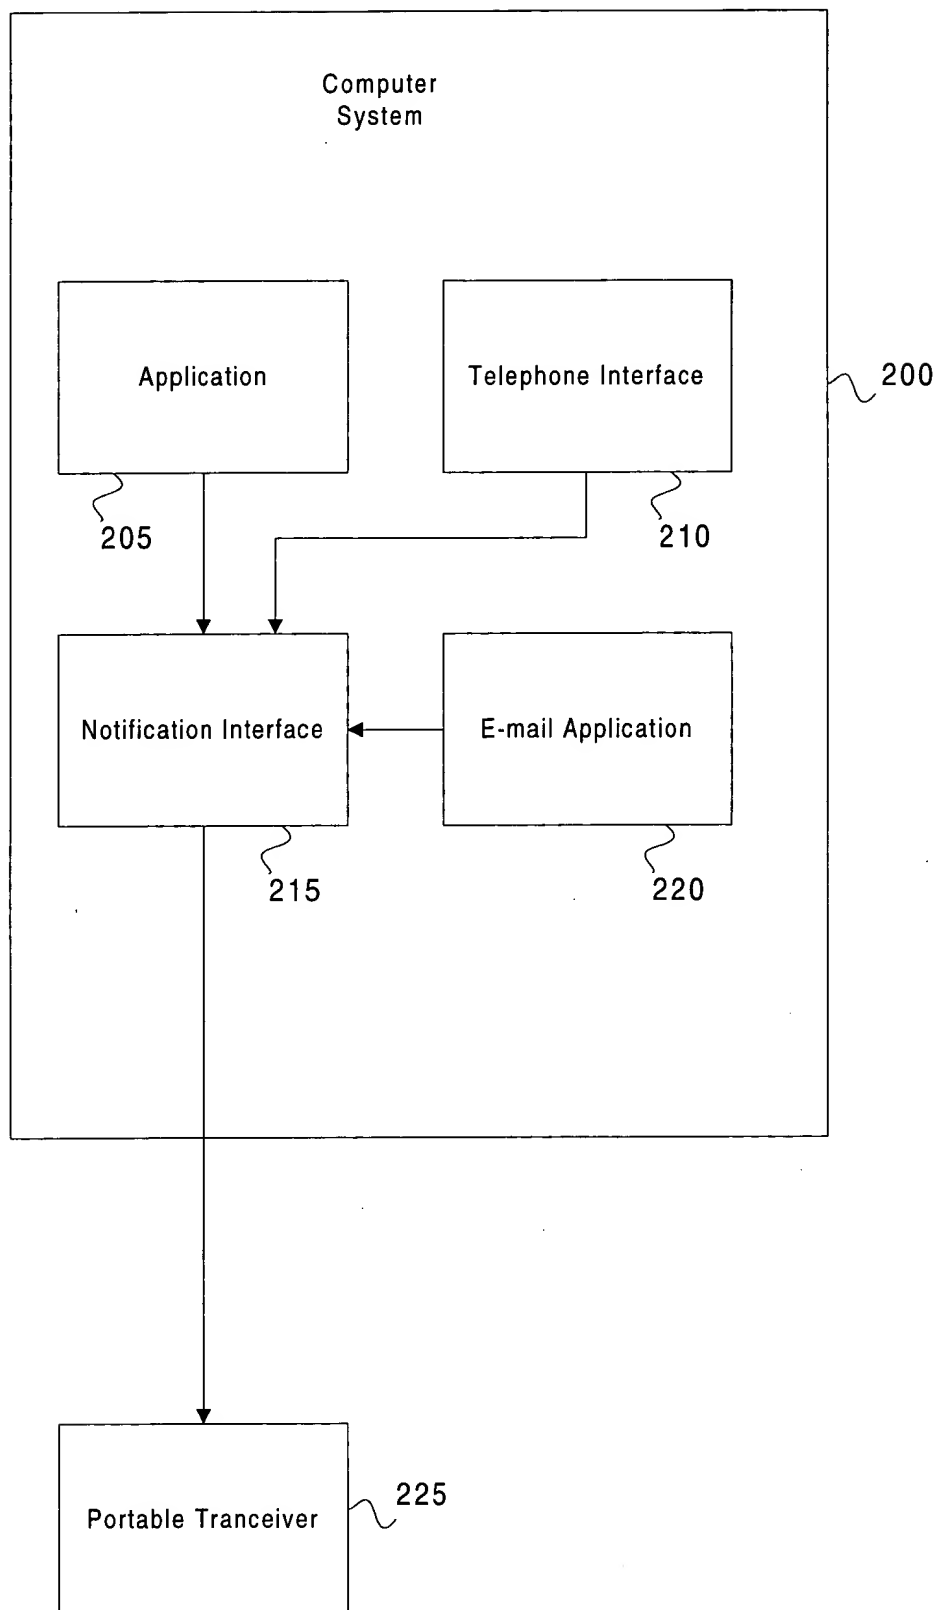 Computer
System
Application
Telephone Interface
200
205
210
Notification Interface
E-mail Application
215
220
Portable Tranceiver
225